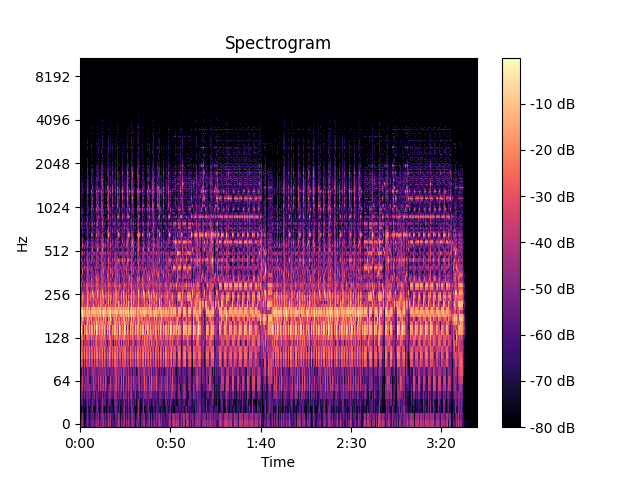 Spectrogram
8192
4096
2048
1024
512
256
128
64
0
Hz
0:00
0:50
1:40
2:30
3:20
Time
-10 dB
-20 dB
-30 dB
-40 dB
-50 dB
-60 dB
-70 dB
-80 dB